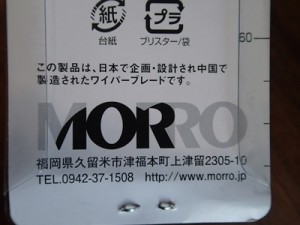 紙 プラ
台紙 ブリスター/袋
60
この製品は、日本で企画・設計され中国で
製造されたワイパーブレードです。
MORRO
福岡県久留米市津福本町上津留2305-10
TEL.0942-37-1508 http://www.morro.jp